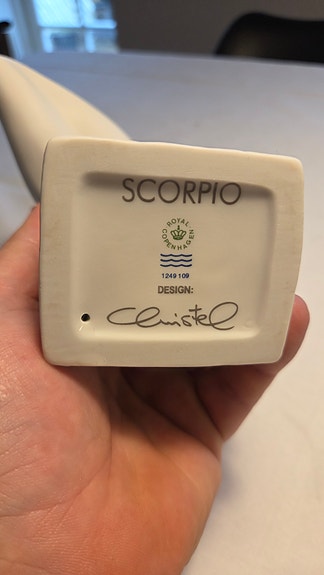 SCORPIO
ROYAL
COPENHAGEN
1249 109
DESIGN:
Christel